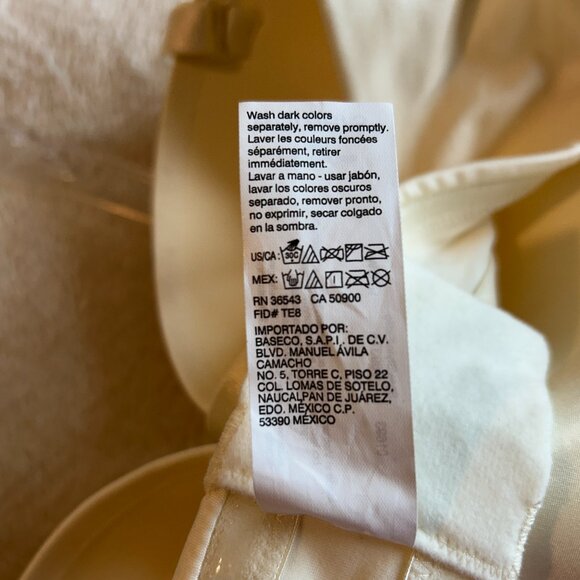 Wash dark colors
separately, remove promptly.
Laver les couleurs foncées
séparément, retirer
immédiatement.
Lavar a mano - usar jabón,
lavar los colores oscuros
separado, remover pronto,
no exprimir, secar colgado
en la sombra.
US/CA: 30C
MEX:
RN 36543 CA 50900
FID# TE8
IMPORTADO POR:
BASECO, S.A.P.I. DE C.V.
BLVD. MANUEL ÁVILA
CAMACHO
NO. 5, TORRE C, PISO 22
COL. LOMAS DE SOTELO,
NAUCALPAN DE JUÁREZ,
EDO. MÉXICO C.P.
53390 MÉXICO